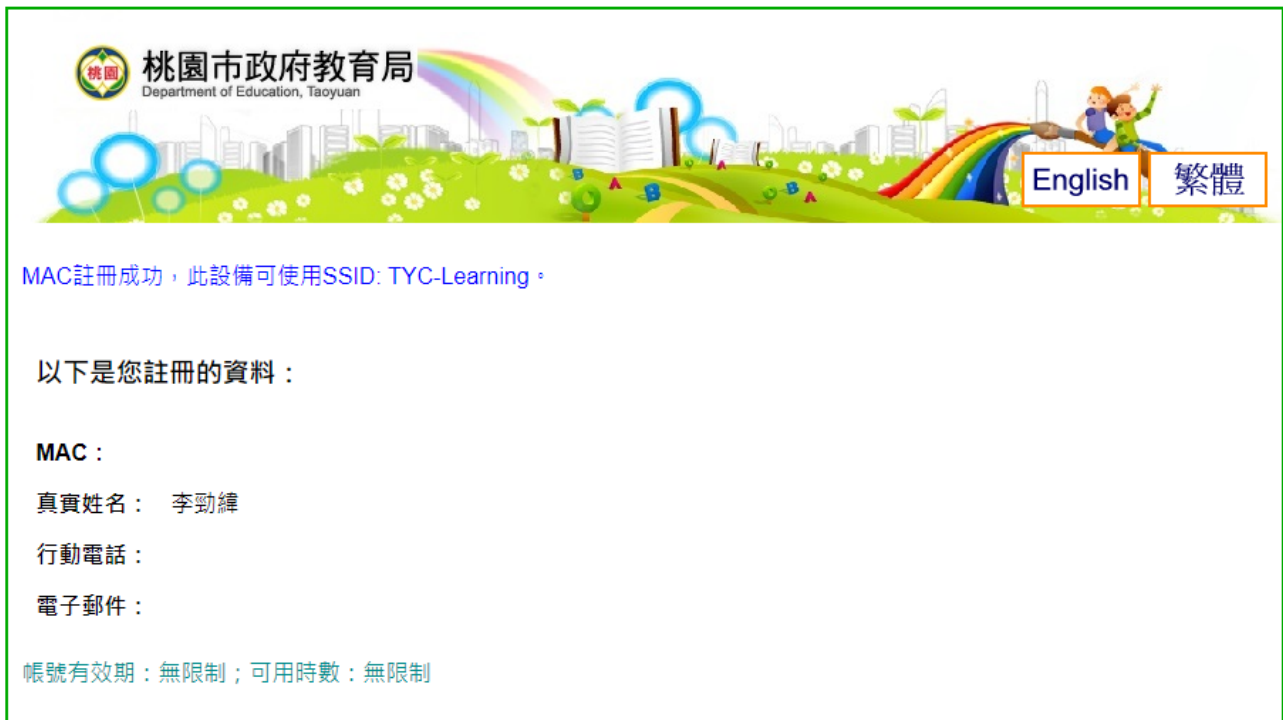 桃園
桃園市政府教育局
Department of Education, Taoyuan
English 繁體
MAC註冊成功，此設備可使用SSID: TYC-Learning。
以下是您註冊的資料：
MAC：
真實姓名： 李勁緯
行動電話：
電子郵件：
帳號有效期：無限制；可用時數：無限制